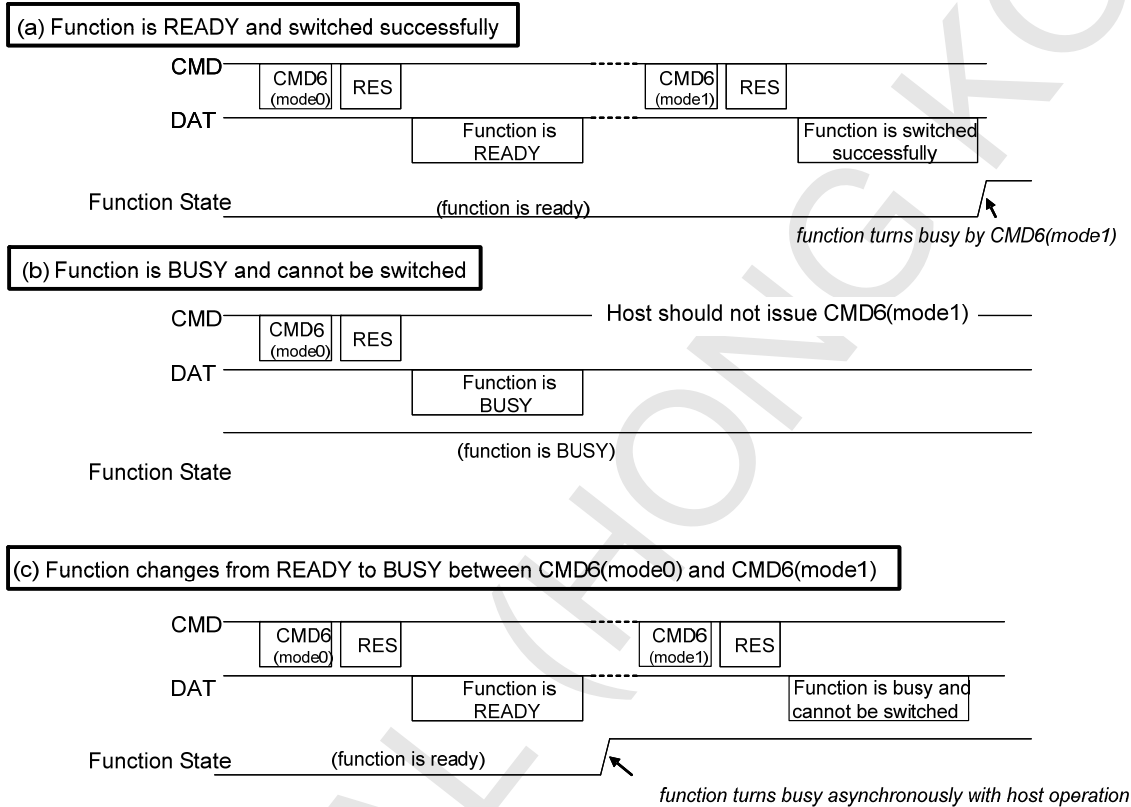 (a) Function is READY and switched successfully
CMD
CMD6
(mode0)
RES
CMD6
(mode1)
RES
DAT
Function is
READY
Function is switched
successfully
Function State
(function is ready)
function turns busy by CMD6(mode1)
(b) Function is BUSY and cannot be switched
CMD
CMD6
(mode0)
RES
Host should not issue CMD6(mode1)
DAT
Function is
BUSY
(function is BUSY)
Function State
(c) Function changes from READY to BUSY between CMD6(mode0) and CMD6(mode1)
CMD
CMD6
(mode0)
RES
CMD6
(mode1)
RES
DAT
Function is
READY
Function is busy and
cannot be switched
Function State
(function is ready)
function turns busy asynchronously with host operation